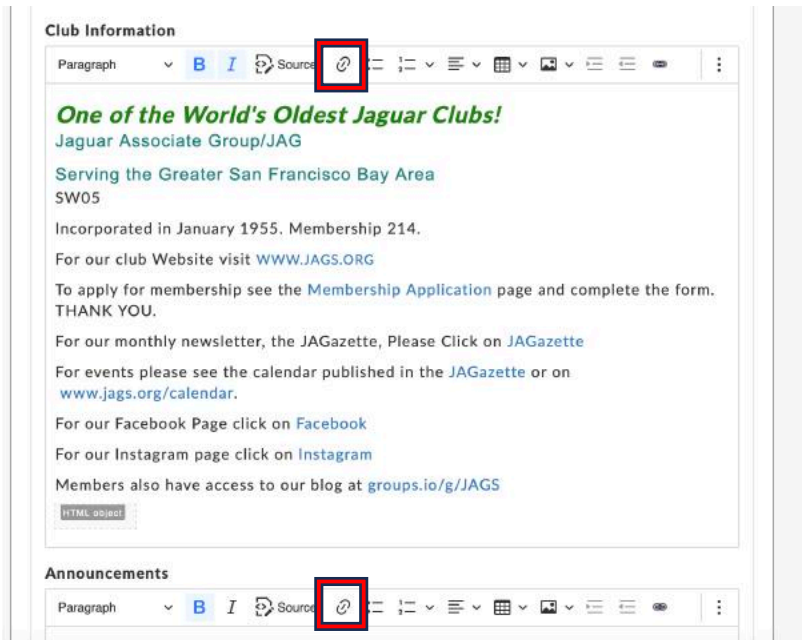 Club Information
Paragraph B I Source
One of the World's Oldest Jaguar Clubs!
Jaguar Associate Group/JAG
Serving the Greater San Francisco Bay Area
SW05
Incorporated in January 1955. Membership 214.
For our club Website visit WWW.JAGS.ORG
To apply for membership see the Membership Application page and complete the form.
THANK YOU.
For our monthly newsletter, the JAGazette, Please Click on JAGazette
For events please see the calendar published in the JAGazette or on
www.jags.org/calendar.
For our Facebook Page click on Facebook
For our Instagram page click on Instagram
Members also have access to our blog at groups.io/g/JAGS
HTML object
Announcements
Paragraph B I Source